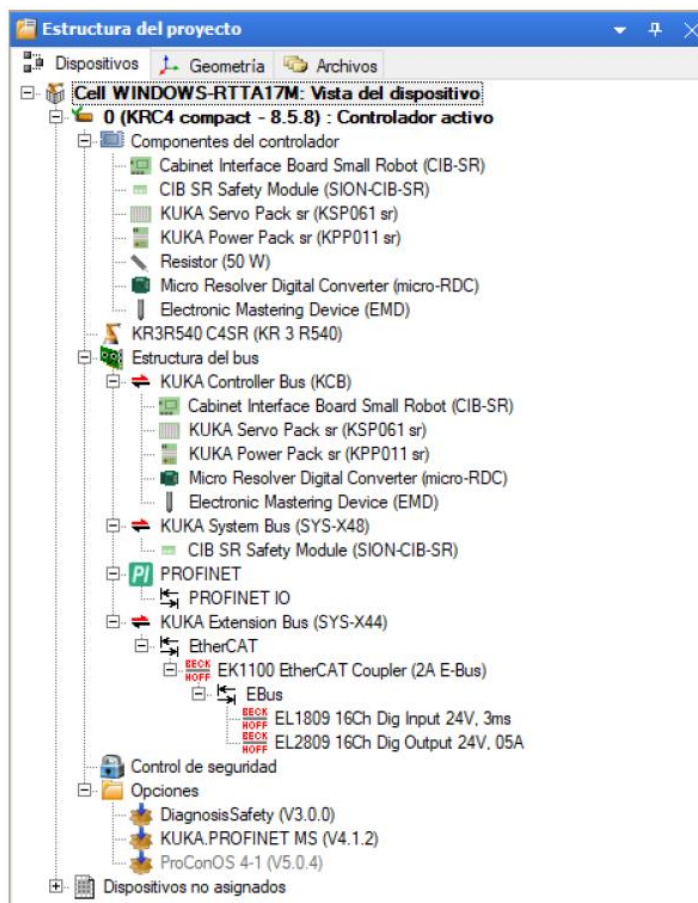 Estructura del proyecto
Dispositivos Geometría Archivos
Cell WINDOWS-RTTA17M: Vista del dispositivo
0 (KRC4 compact - 8.5.8) : Controlador activo
Componentes del controlador
Cabinet Interface Board Small Robot (CIB-SR)
CIB SR Safety Module (SION-CIB-SR)
KUKA Servo Pack sr (KSP061 sr)
KUKA Power Pack sr (KPP011 sr)
Resistor (50 W)
Micro Resolver Digital Converter (micro-RDC)
Electronic Mastering Device (EMD)
KR3R540 C4SR (KR 3 R540)
Estructura del bus
KUKA Controller Bus (KCB)
Cabinet Interface Board Small Robot (CIB-SR)
KUKA Servo Pack sr (KSP061 sr)
KUKA Power Pack sr (KPP011 sr)
Micro Resolver Digital Converter (micro-RDC)
Electronic Mastering Device (EMD)
KUKA System Bus (SYS-X48)
CIB SR Safety Module (SION-CIB-SR)
PI PROFINET
PROFINET IO
KUKA Extension Bus (SYS-X44)
EtherCAT
BECK HOFF EK1100 EtherCAT Coupler (2A E-Bus)
EBus
BECK HOFF EL1809 16Ch Dig Input 24V, 3ms
BECK HOFF EL2809 16Ch Dig Output 24V, 05A
Control de seguridad
Opciones
DiagnosisSafety (V3.0.0)
KUKA.PROFINET MS (V4.1.2)
ProConOS 4-1 (V5.0.4)
Dispositivos no asignados